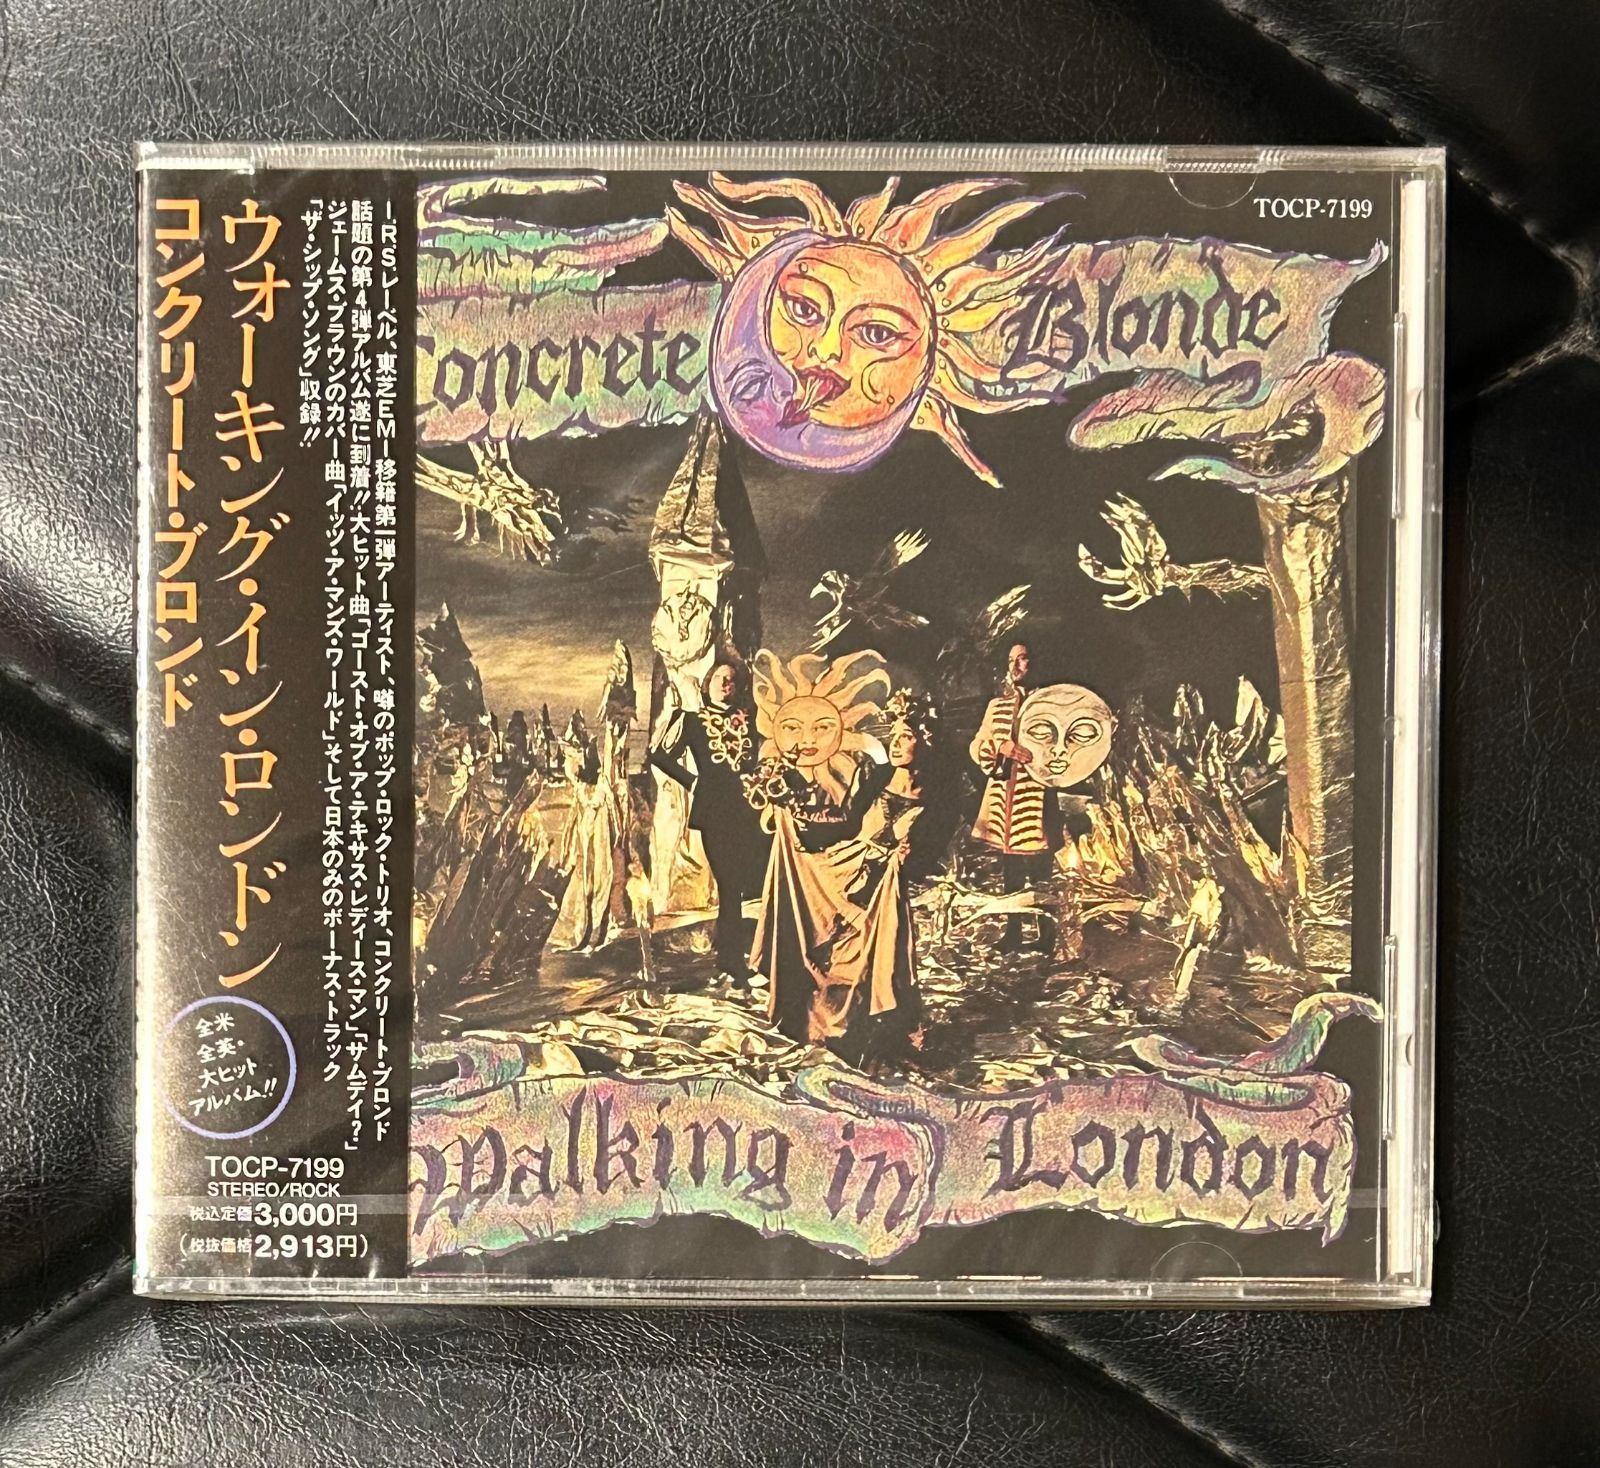 ウォーキング・イン・ロンドン
コンクリート・ブロンド
I.R.S.レーベル、東芝EMI移籍第一弾アーティスト、噂のポップ・ロック・トリオ、コンクリート・ブロンド
話題の第4弾アルバム遂に到着!!大ヒット曲「ゴースト・オブ・ア・テキサス・レディース・マン」「サムデイ?」
ジェームス・ブラウンのカバー曲「イッツ・ア・マンズ・ワールド」そして日本のみのボーナス・トラック
「ザ・シップ・ソング」収録!!
全米
全英・
大ヒット
アルバム!!
TOCP-7199
STEREO/ROCK
税込定価3,000円
(税抜価格2,913円)
TOCP-7199
Concrete Blonde
Walking in London